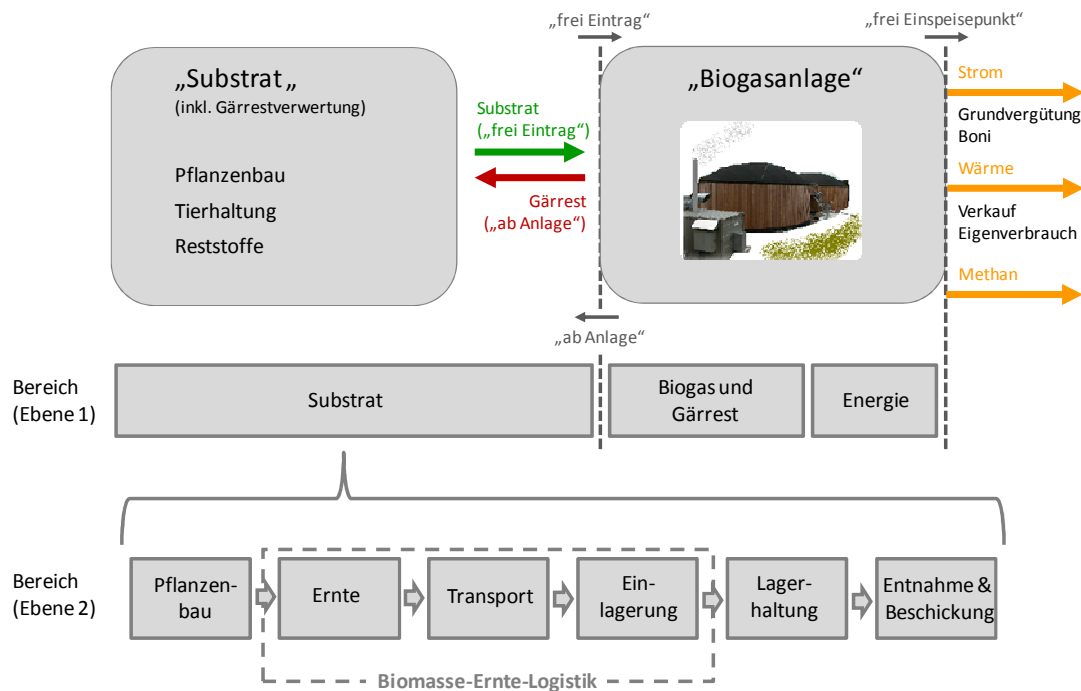 „frei Eintrag“
„frei Einspeisepunkt“
„Substrat „
(inkl. Gärrestverwertung)
Pflanzenbau
Tierhaltung
Reststoffe
Substrat
(„frei Eintrag“)
Gärrest
(„ab Anlage“)
„Biogasanlage“
Strom
Grundvergütung
Boni
Wärme
Verkauf
Eigenverbrauch
Methan
„ab Anlage“
Bereich
(Ebene 1)
Substrat
Biogas und
Gärrest
Energie
Bereich
(Ebene 2)
Pflanzen-
bau
Ernte
Transport
Ein-
lagerung
Lager-
haltung
Entnahme &
Beschickung
Biomasse-Ernte-Logistik